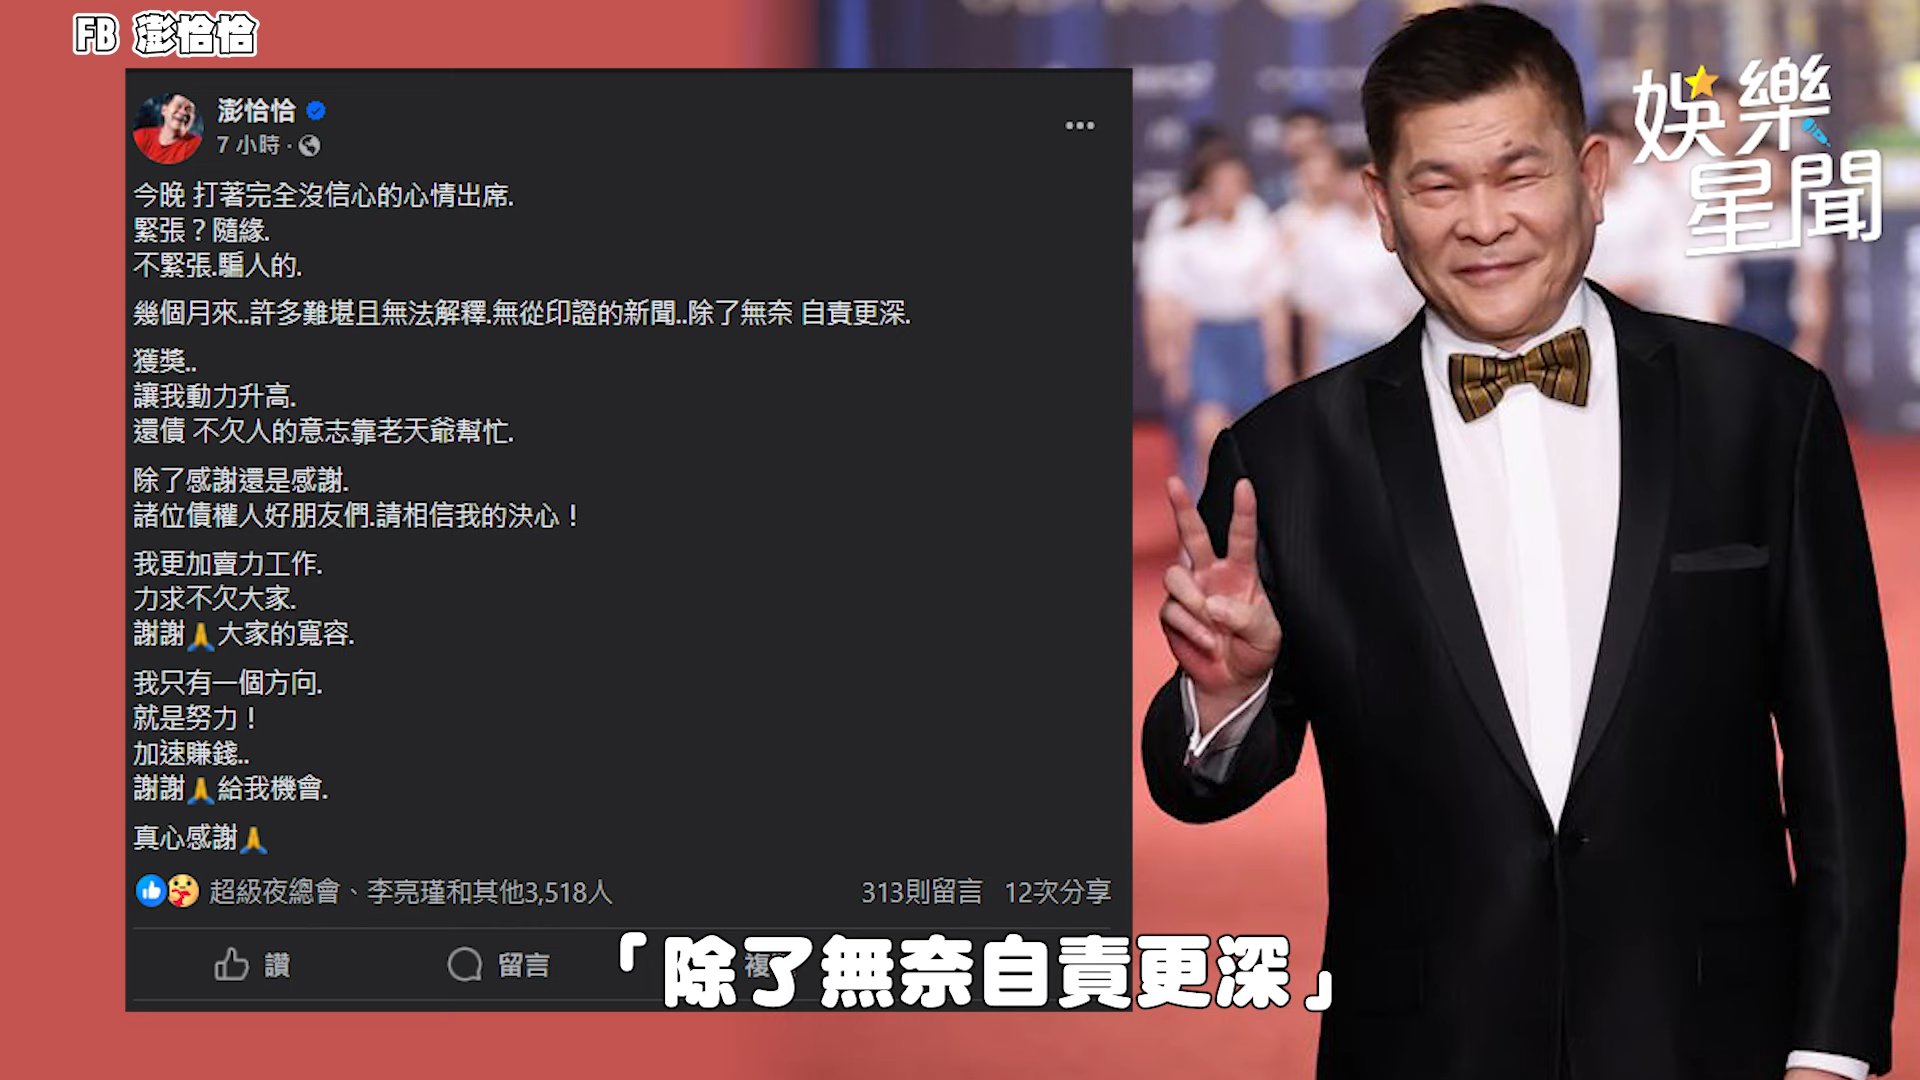 FB 澎恰恰
澎恰恰
7 小時 ·
今晚 打著完全沒信心的心情出席.
緊張？隨緣.
不緊張.騙人的.
幾個月來..許多難堪且無法解釋.無從印證的新聞..除了無奈 自責更深.
獲獎..
讓我動力升高.
還債 不欠人的意志靠老天爺幫忙.
除了感謝還是感謝.
諸位債權人好朋友們.請相信我的決心！
我更加賣力工作.
力求不欠大家.
謝謝🙏大家的寬容.
我只有一個方向.
就是努力！
加速賺錢..
謝謝🙏給我機會.
真心感謝🙏
超級夜總會、李亮瑾和其他3,518人
313則留言 12次分享
讚
留言
複
「除了無奈自責更深」
娛樂
星聞